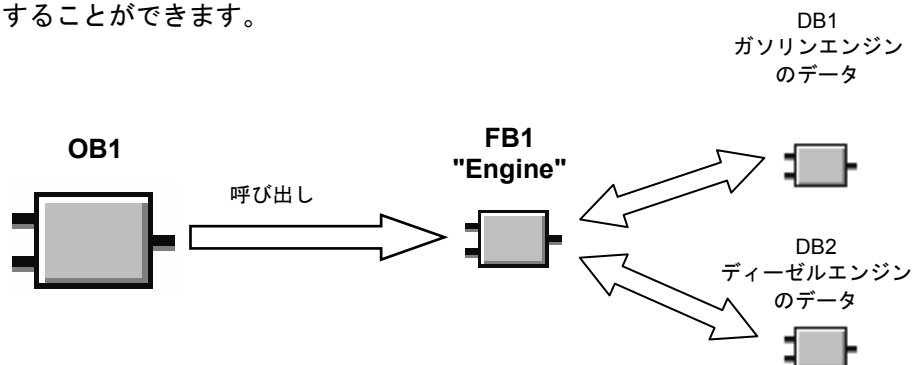 することができます。
DB1
ガソリンエンジン
のデータ
OB1
FB1
"Engine"
呼び出し
DB2
ディーゼルエンジン
のデータ